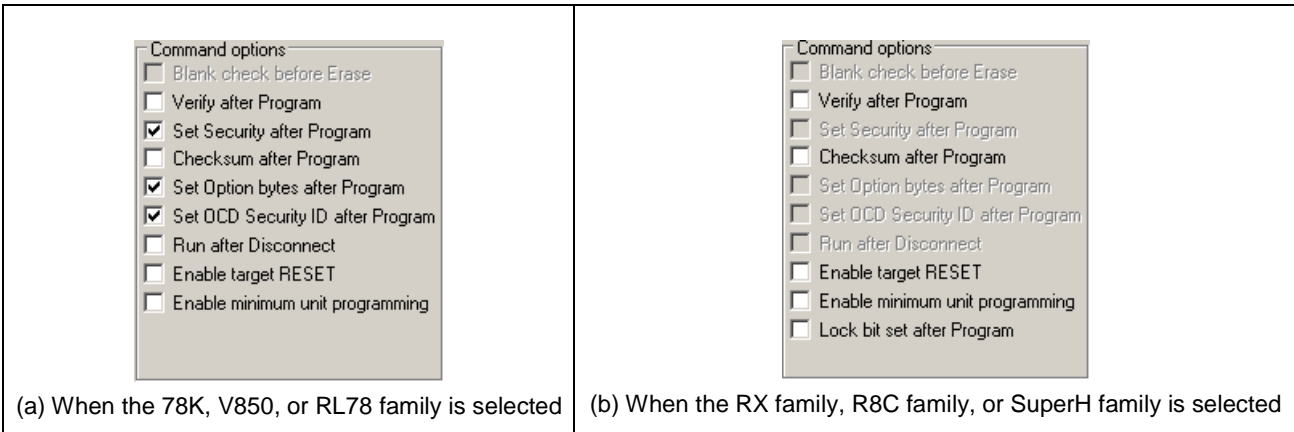 Command options
Blank check before Erase
Verify after Program
Set Security after Program
Checksum after Program
Set Option bytes after Program
Set OCD Security ID after Program
Run after Disconnect
Enable target RESET
Enable minimum unit programming
(a) When the 78K, V850, or RL78 family is selected
Command options
Blank check before Erase
Verify after Program
Set Security after Program
Checksum after Program
Set Option bytes after Program
Set OCD Security ID after Program
Run after Disconnect
Enable target RESET
Enable minimum unit programming
Lock bit set after Program
(b) When the RX family, R8C family, or SuperH family is selected